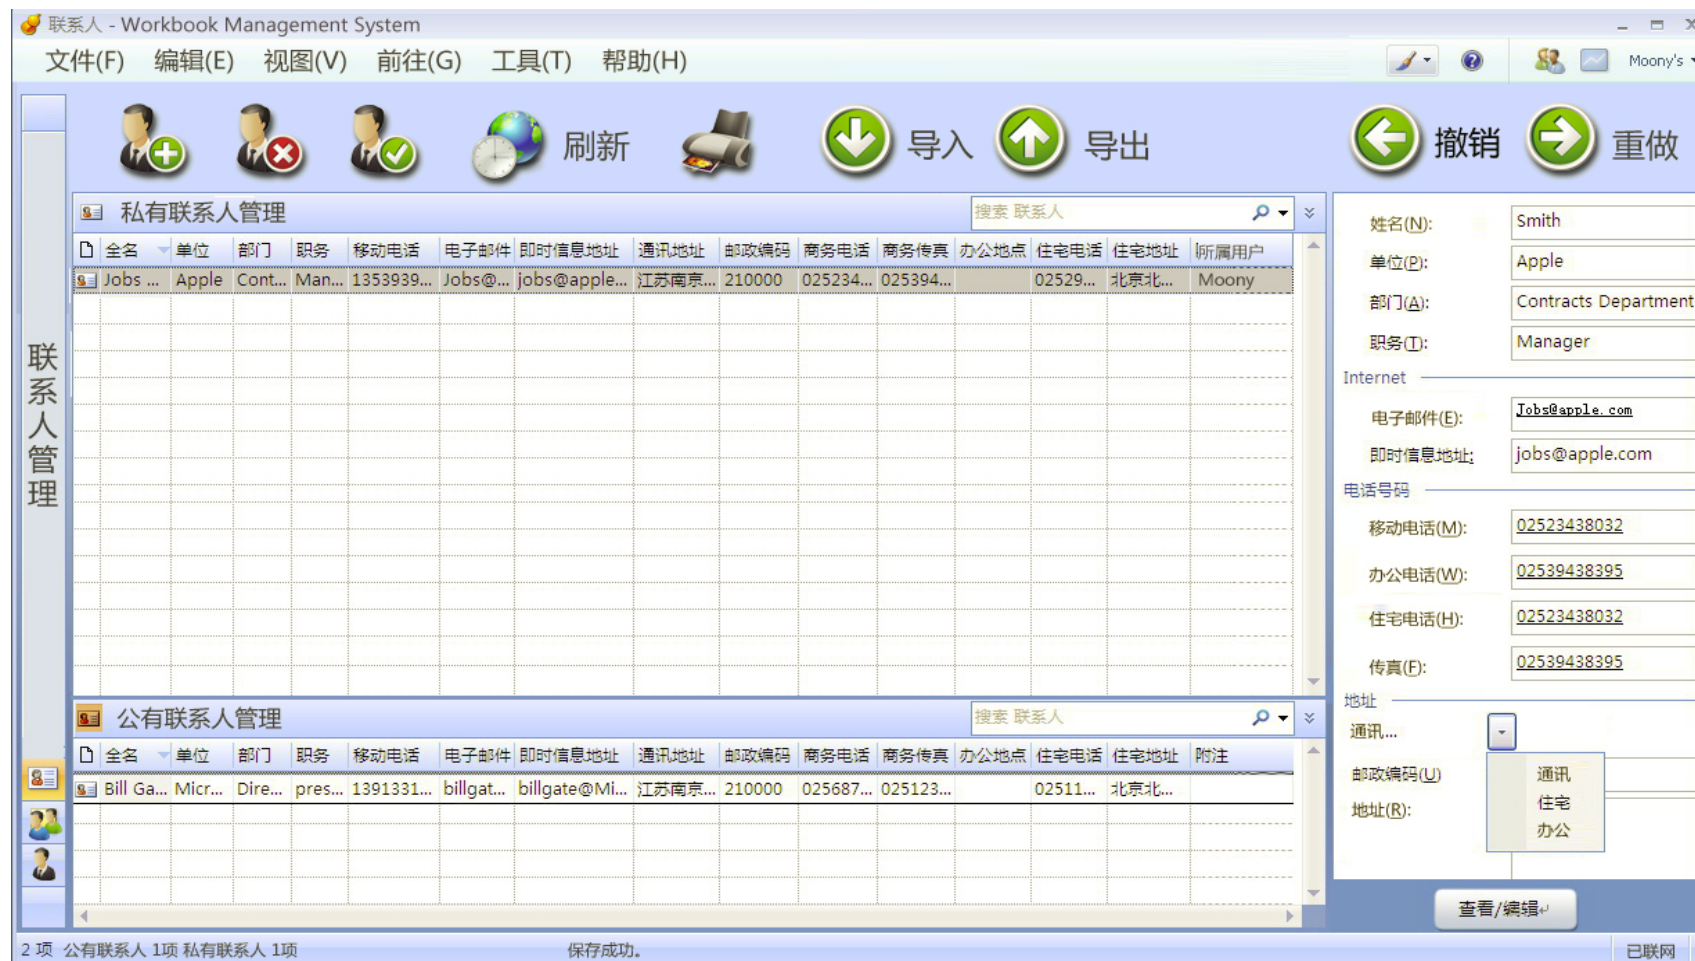 联系人 - Workbook Management System
文件(F) 编辑(E) 视图(V) 前往(G) 工具(T) 帮助(H) Moony's
刷新 导入 导出 撤销 重做
联系人管理
私有联系人管理 搜索 联系人
全名 单位 部门 职务 移动电话 电子邮件 即时信息地址 通讯地址 邮政编码 商务电话 商务传真 办公地点 住宅电话 住宅地址 所属用户
Jobs ... Apple Cont... Man... 1353939... Jobs@... jobs@apple... 江苏南京... 210000 025234... 025394... 02529... 北京北... Moony
公有联系人管理 搜索 联系人
全名 单位 部门 职务 移动电话 电子邮件 即时信息地址 通讯地址 邮政编码 商务电话 商务传真 办公地点 住宅电话 住宅地址 附注
Bill Ga... Micr... Dire... pres... 1391331... billgat... billgate@Mi... 江苏南京... 210000 025687... 025123... 02511... 北京北...
姓名(N): Smith
单位(P): Apple
部门(A): Contracts Department
职务(T): Manager
Internet
电子邮件(E): Jobs@apple.com
即时信息地址: jobs@apple.com
电话号码
移动电话(M): 02523438032
办公电话(W): 02539438395
住宅电话(H): 02523438032
传真(F): 02539438395
地址
通讯...
邮政编码(U)
地址(R):
通讯
住宅
办公
查看/编辑↵
2 项 公有联系人 1项 私有联系人 1项 保存成功。 已联网